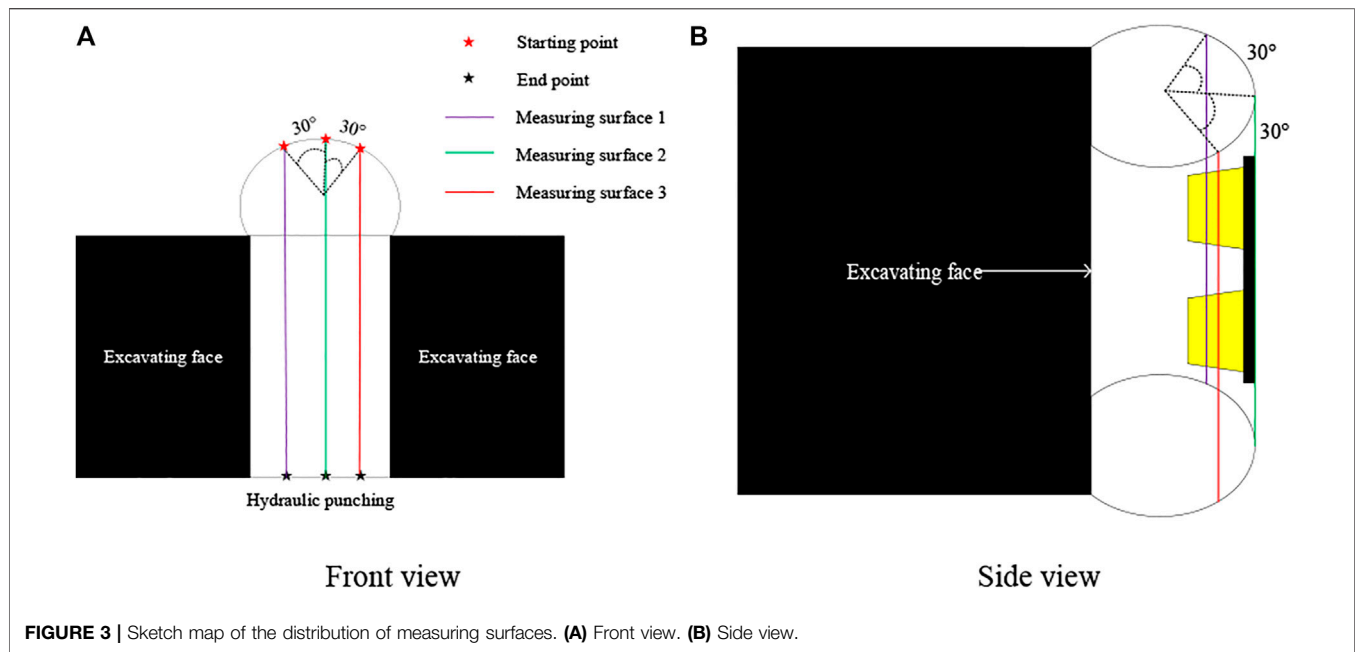 A
Starting point
End point
Measuring surface 1
Measuring surface 2
Measuring surface 3
30°
30°
Excavating face
Excavating face
Hydraulic punching
Front view
B
30°
30°
Excavating face
Side view
FIGURE 3 | Sketch map of the distribution of measuring surfaces. (A) Front view. (B) Side view.